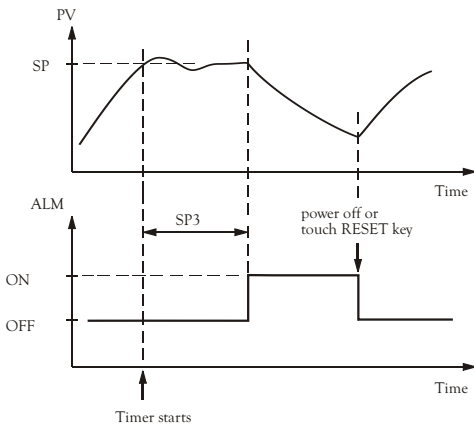 PV
SP
Time
ALM
SP3
power off or
touch RESET key
ON
OFF
Time
Timer starts